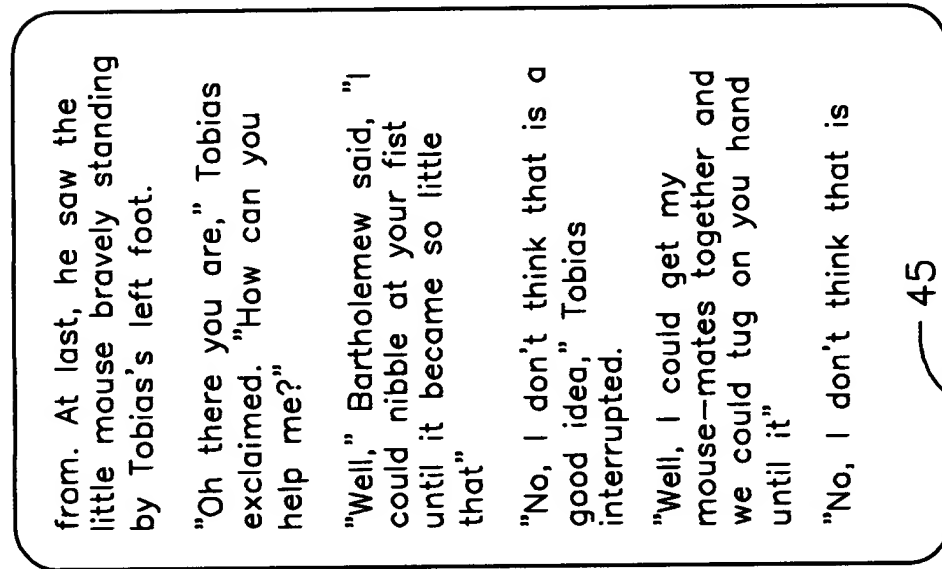 from. At last, he saw the
little mouse bravely standing
by Tobias's left foot.
"Oh there you are," Tobias
exclaimed. "How can you
help me?"
"Well," Bartholemew said, "I
could nibble at your fist
until it became so little
that"
"No, I don't think that is a
good idea," Tobias
interrupted.
"Well, I could get my
mouse-mates together and
we could tug on you hand
until it"
"No, I don't think that is
45